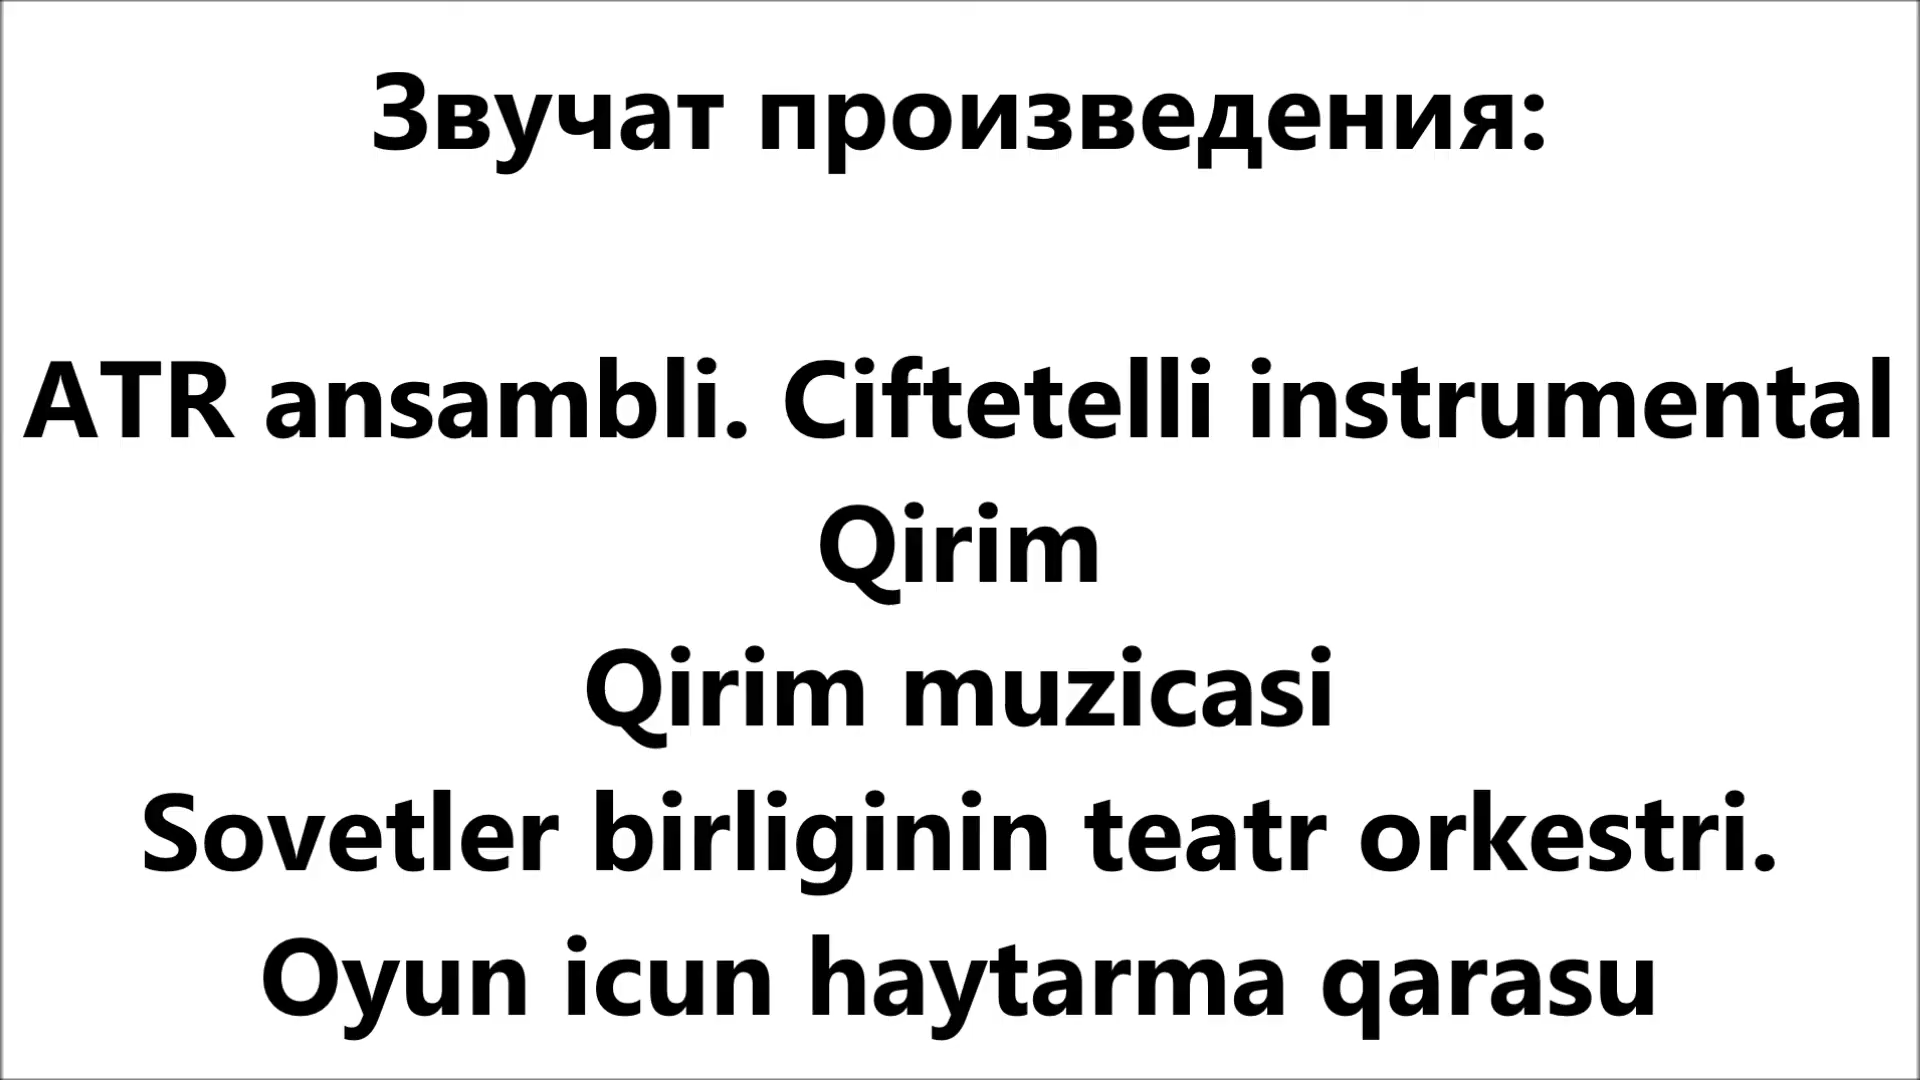 Звучат произведения:
ATR ansambli. Ciftetelli instrumental
Qirim
Qirim muzicasi
Sovetler birliginin teatr orkestri.
Oyun icun haytarma qarasu